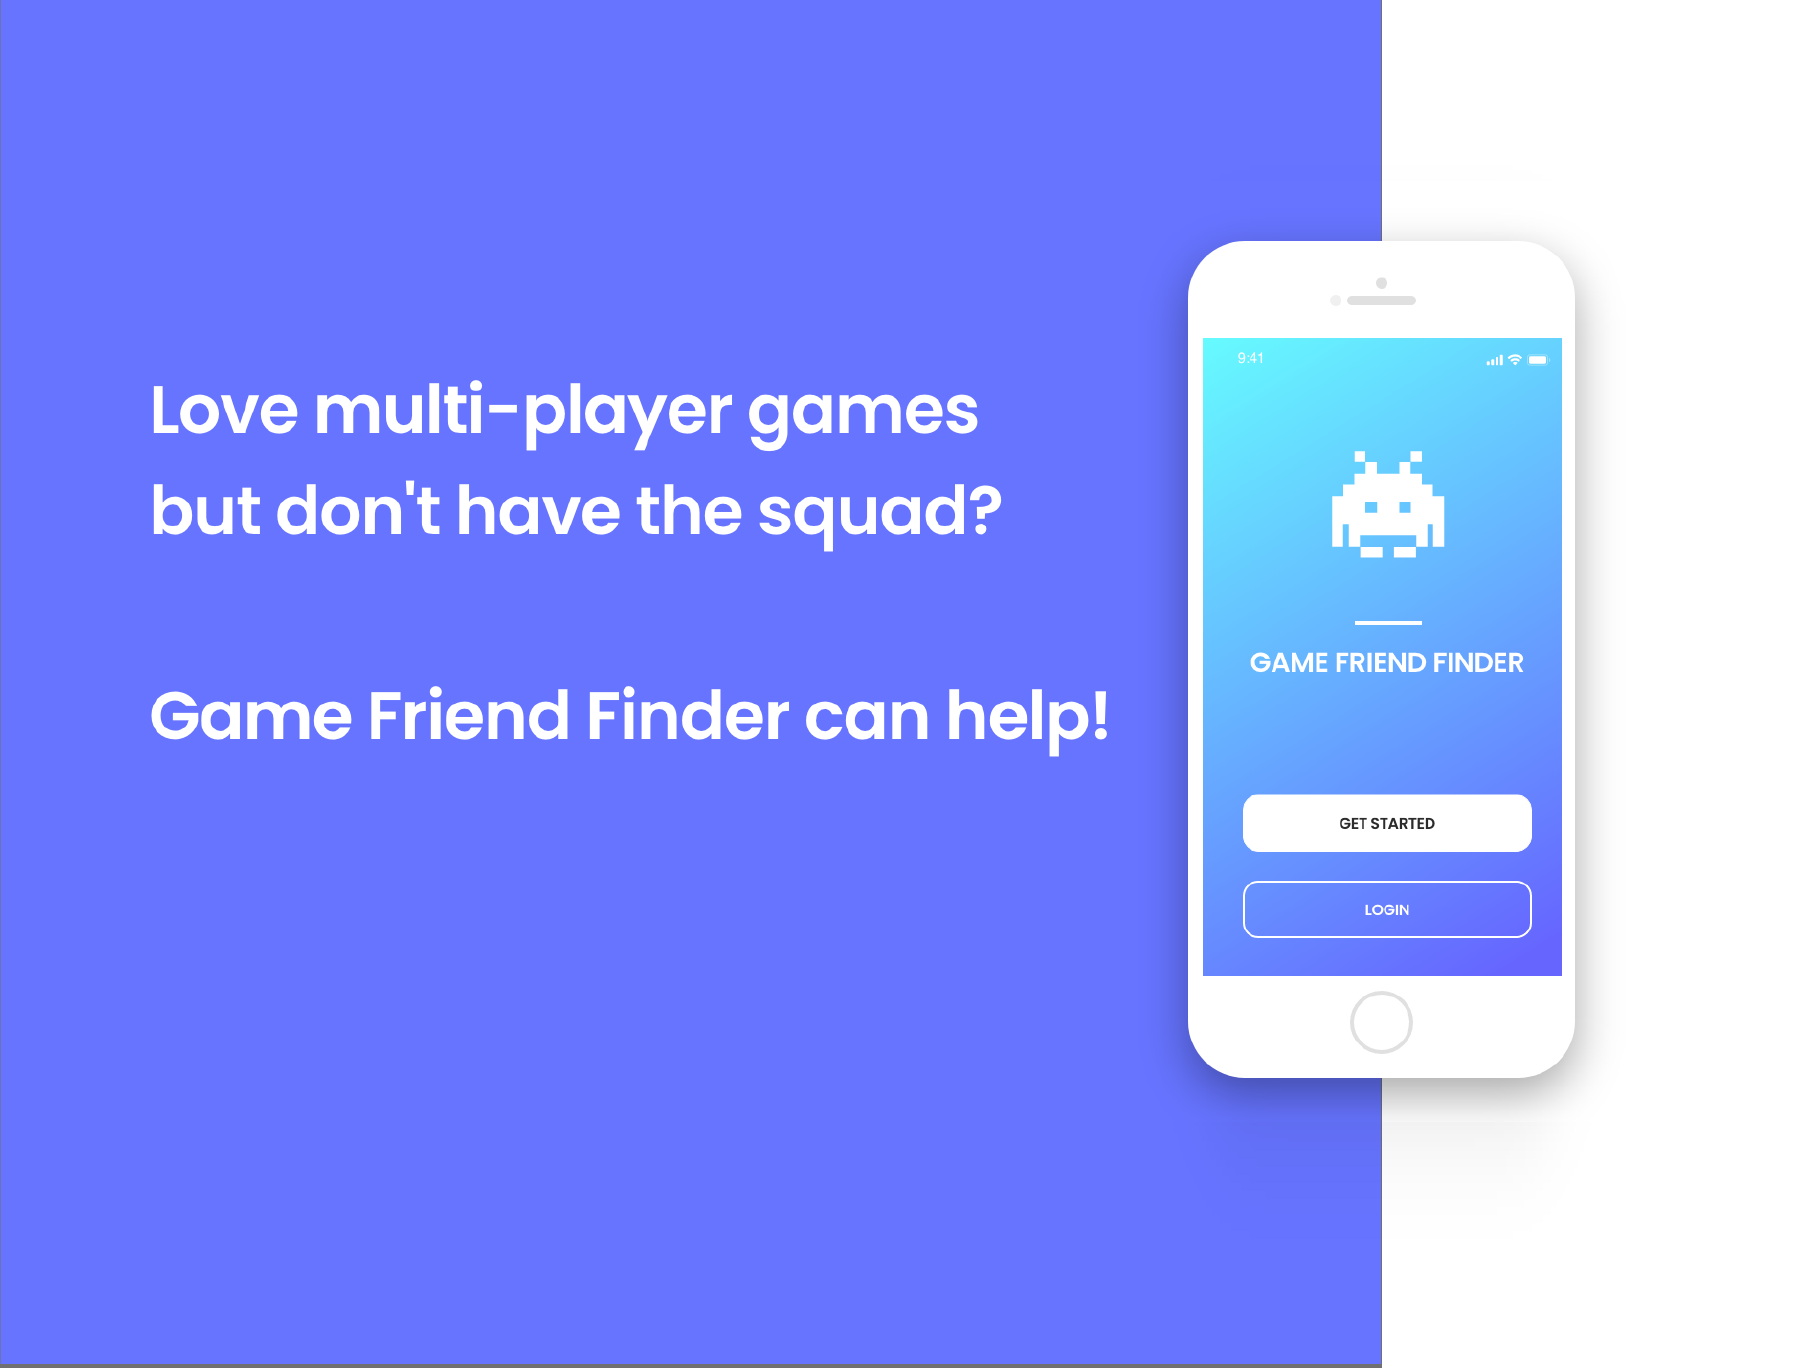 Love multi-player games
but don't have the squad?
Game Friend Finder can help!
9:41
GAME FRIEND FINDER
GET STARTED
LOGIN